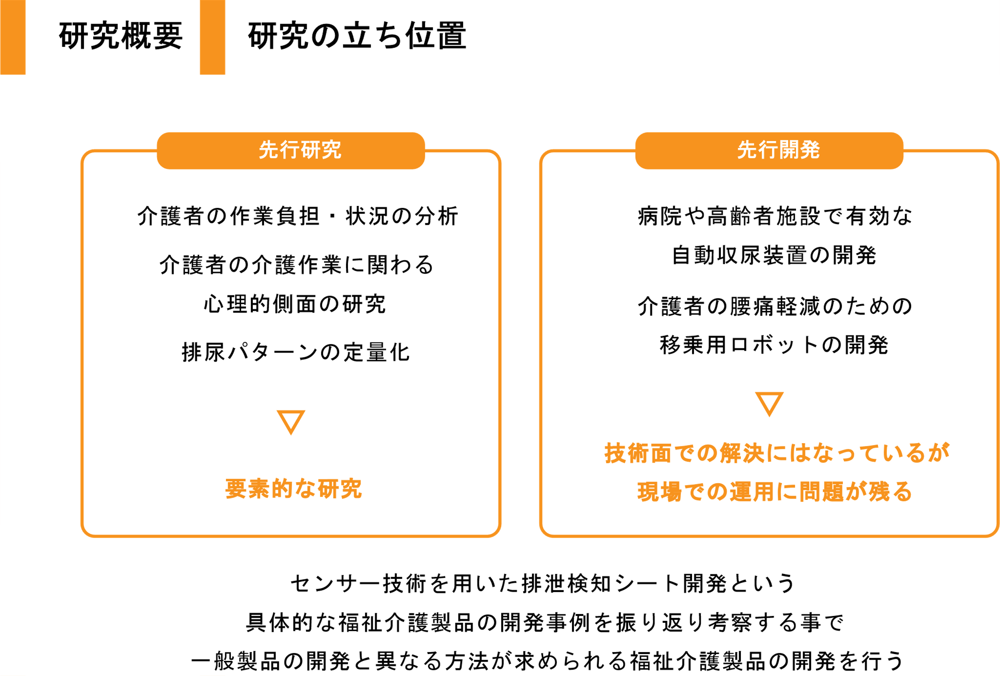 研究概要
研究の立ち位置
先行研究
介護者の作業負担・状況の分析
介護者の介護作業に関わる
心理的側面の研究
排尿パターンの定量化
要素的な研究
先行開発
病院や高齢者施設で有効な
自動収尿装置の開発
介護者の腰痛軽減のための
移乗用ロボットの開発
技術面での解決にはなっているが
現場での運用に問題が残る
センサー技術を用いた排泄検知シート開発という
具体的な福祉介護製品の開発事例を振り返り考察する事で
一般製品の開発と異なる方法が求められる福祉介護製品の開発を行う